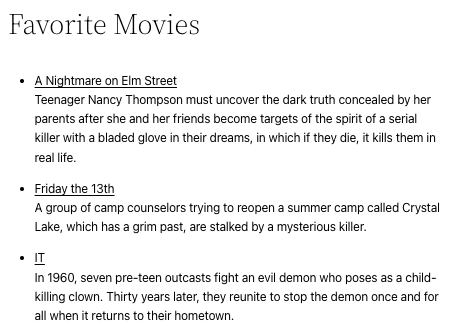 Favorite Movies
A Nightmare on Elm Street
Teenager Nancy Thompson must uncover the dark truth concealed by her
parents after she and her friends become targets of the spirit of a serial
killer with a bladed glove in their dreams, in which if they die, it kills them in
real life.
Friday the 13th
A group of camp counselors trying to reopen a summer camp called Crystal
Lake, which has a grim past, are stalked by a mysterious killer.
IT
In 1960, seven pre-teen outcasts fight an evil demon who poses as a child-
killing clown. Thirty years later, they reunite to stop the demon once and for
all when it returns to their hometown.